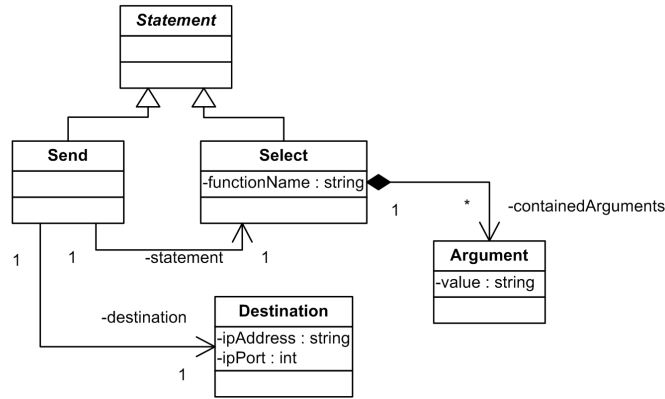 Statement
Send
Select
-functionName : string
1
*
-containedArguments
1
1
-statement
1
Argument
-value : string
-destination
1
Destination
-ipAddress : string
-ipPort : int